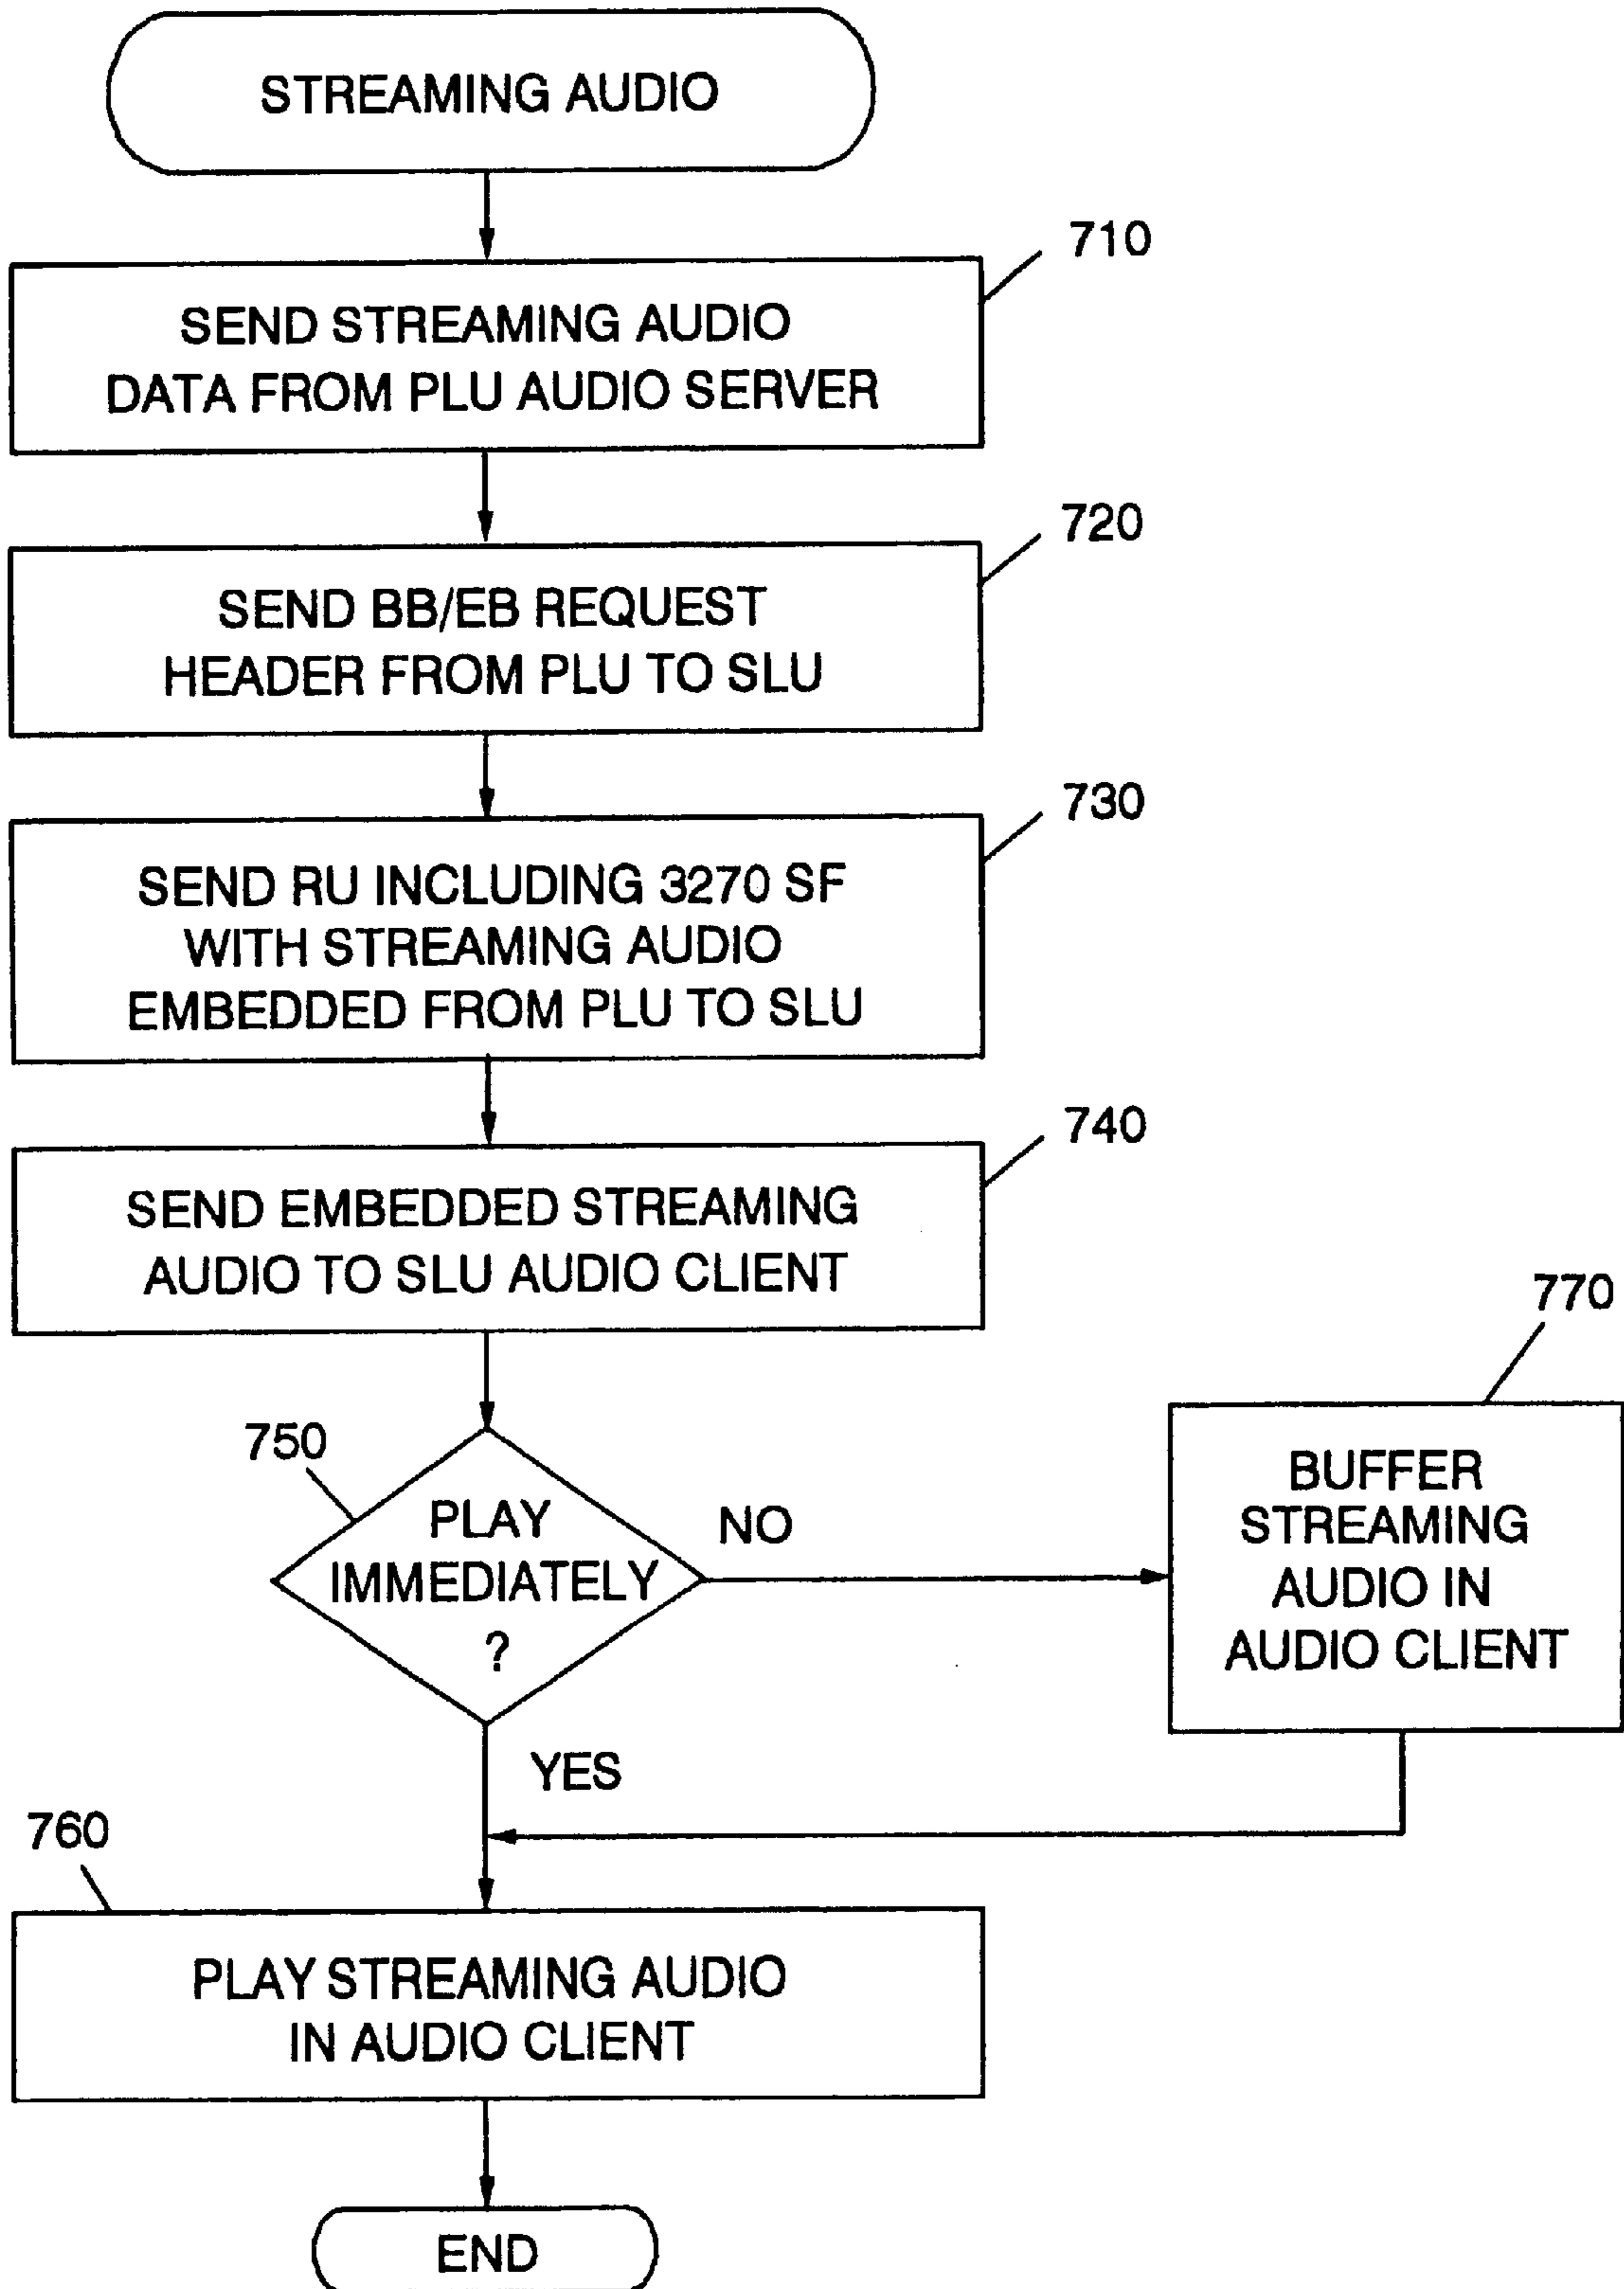 STREAMING AUDIO
710
SEND STREAMING AUDIO
DATA FROM PLU AUDIO SERVER
720
SEND BB/EB REQUEST
HEADER FROM PLU TO SLU
730
SEND RU INCLUDING 3270 SF
WITH STREAMING AUDIO
EMBEDDED FROM PLU TO SLU
740
SEND EMBEDDED STREAMING
AUDIO TO SLU AUDIO CLIENT
750
PLAY
IMMEDIATELY
?
NO
770
BUFFER
STREAMING
AUDIO IN
AUDIO CLIENT
YES
760
PLAY STREAMING AUDIO
IN AUDIO CLIENT
END